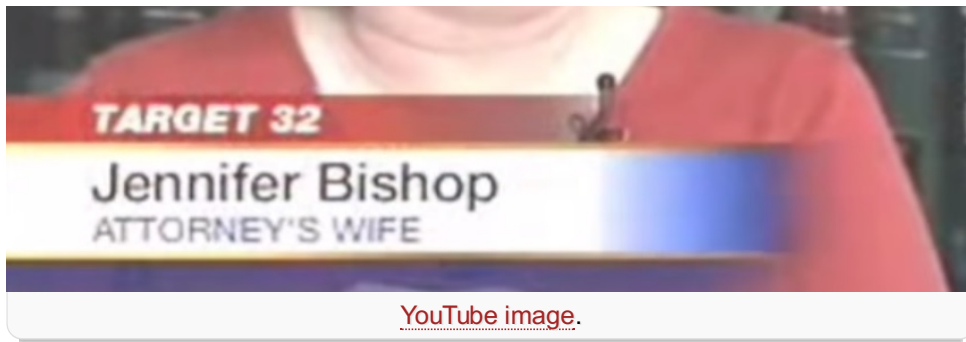 TARGET 32
Jennifer Bishop
ATTORNEY'S WIFE
YouTube image.